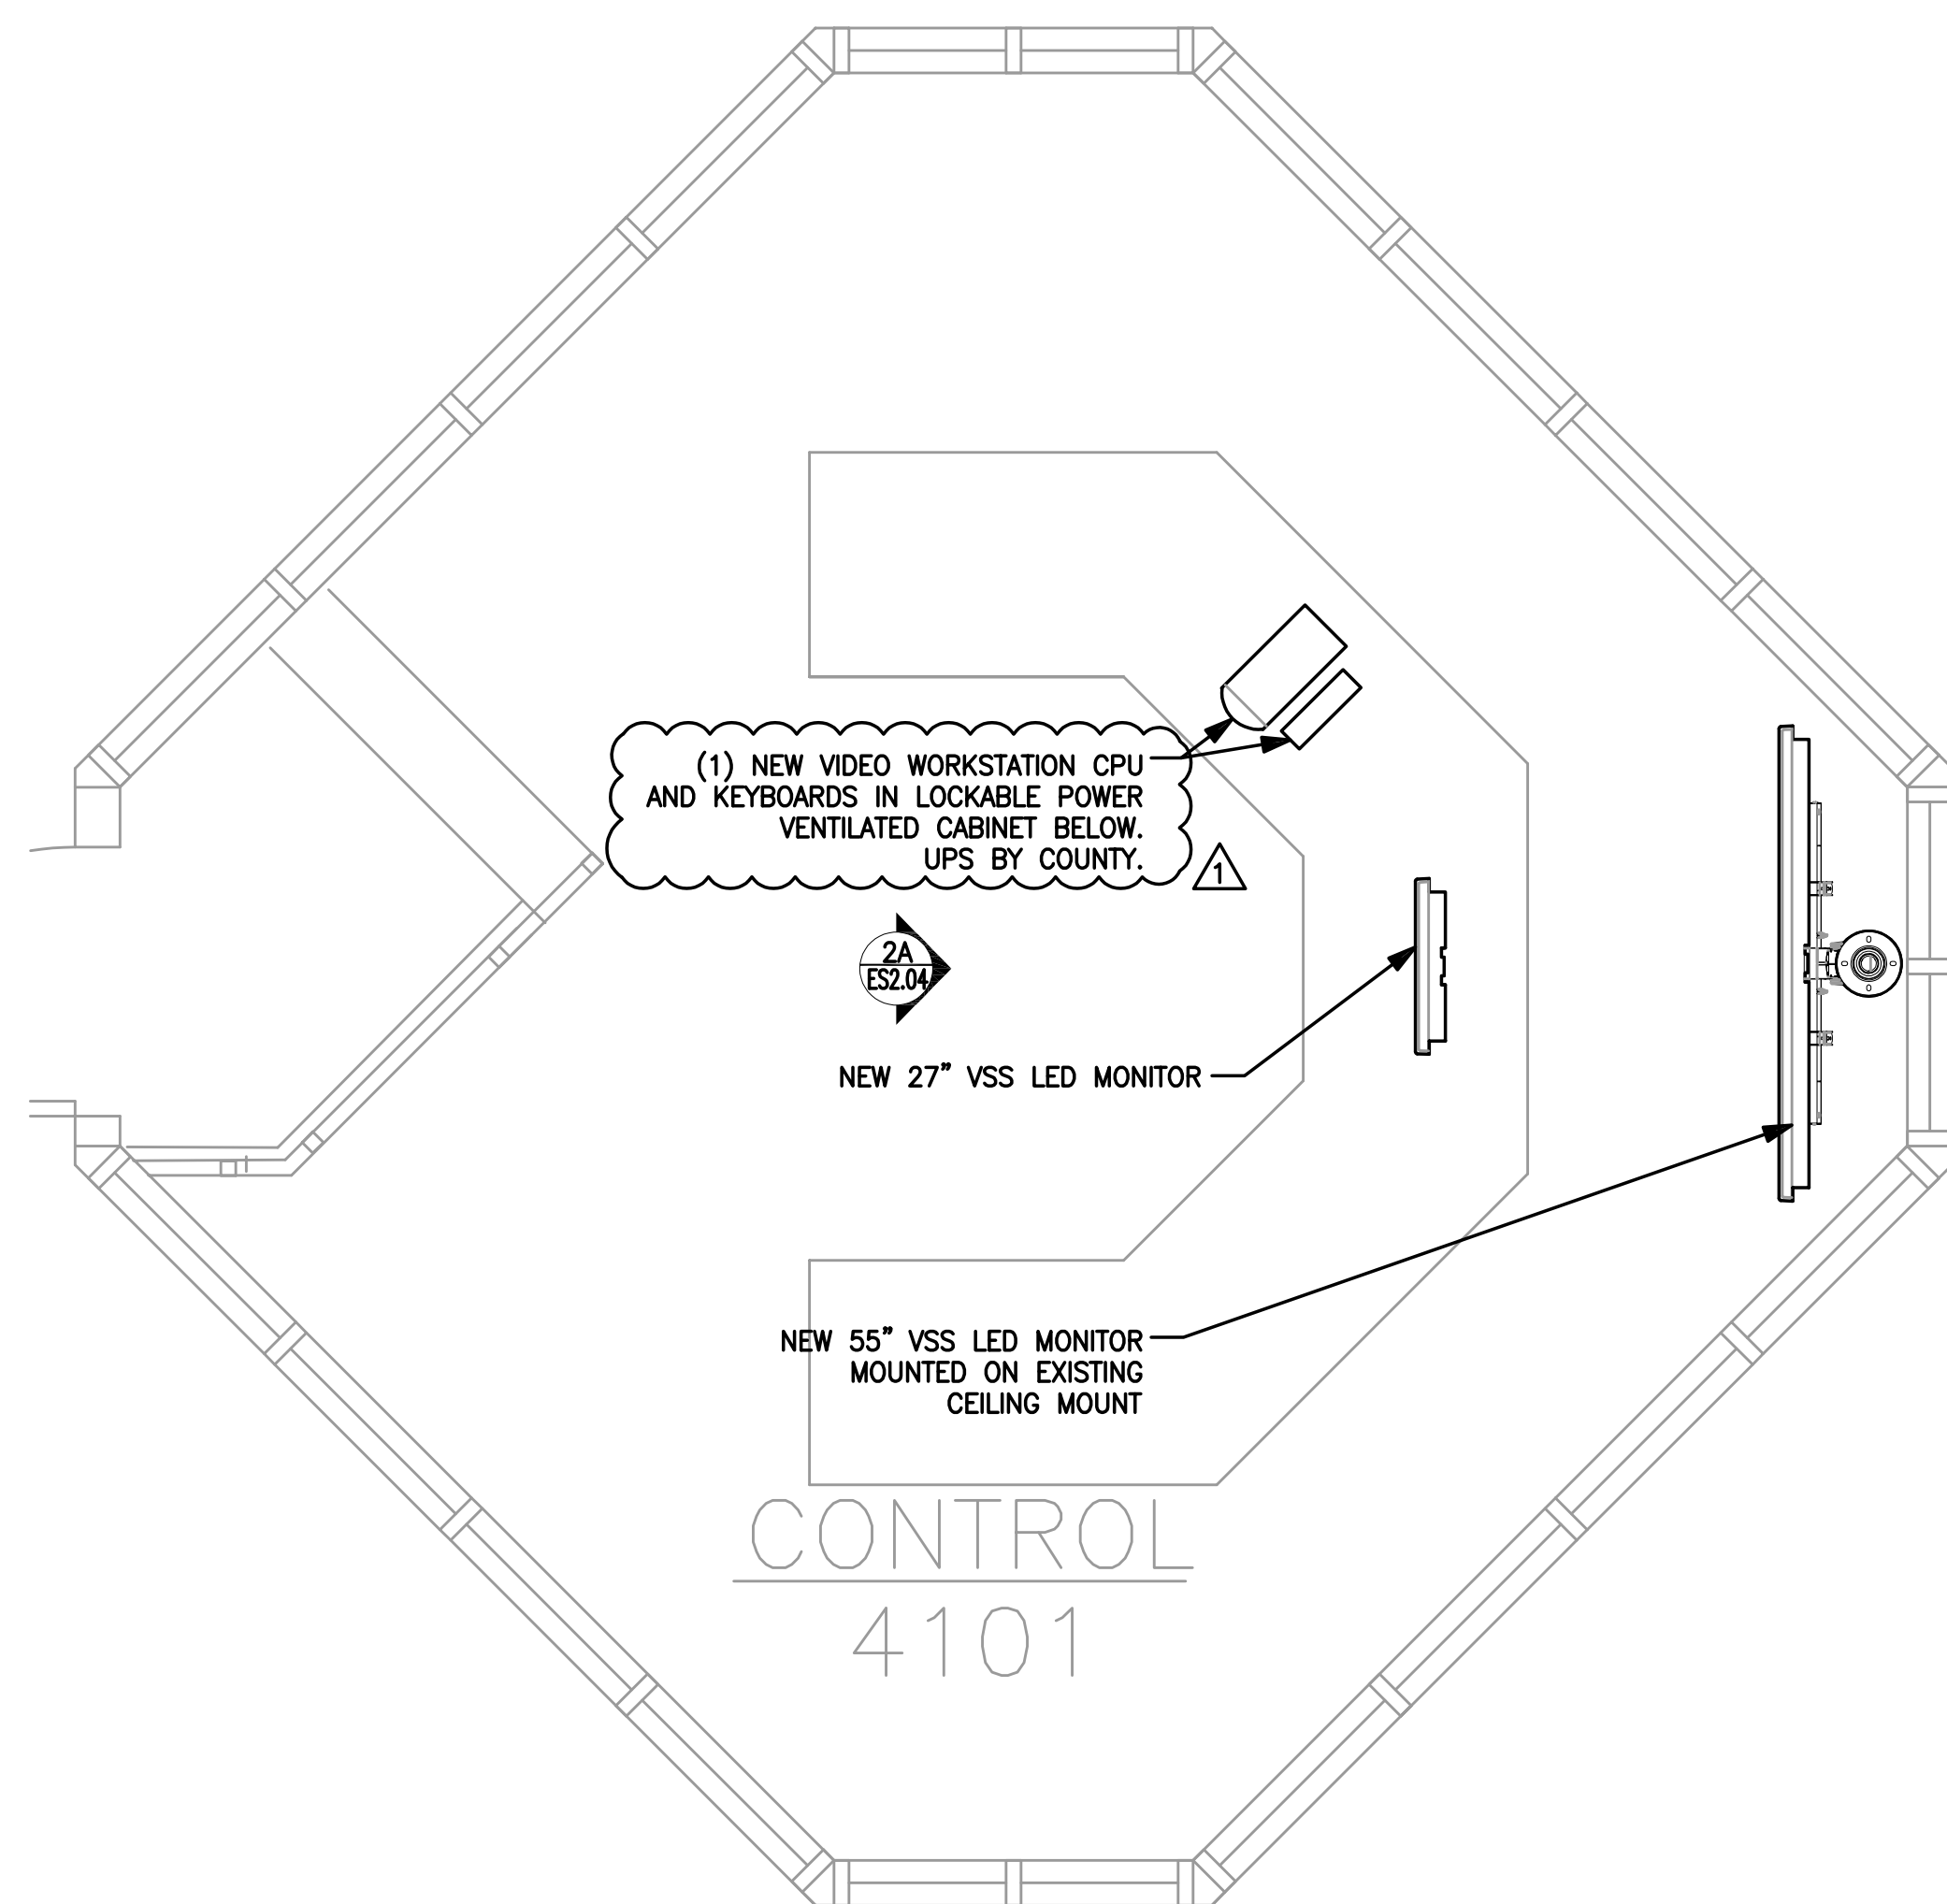 (1) NEW VIDEO WORKSTATION CPU
AND KEYBOARDS IN LOCKABLE POWER
VENTILATED CABINET BELOW.
UPS BY COUNTY.
1
2A
ES2.04
NEW 27" VSS LED MONITOR
NEW 55" VSS LED MONITOR
MOUNTED ON EXISTING
CEILING MOUNT
CONTROL
4101